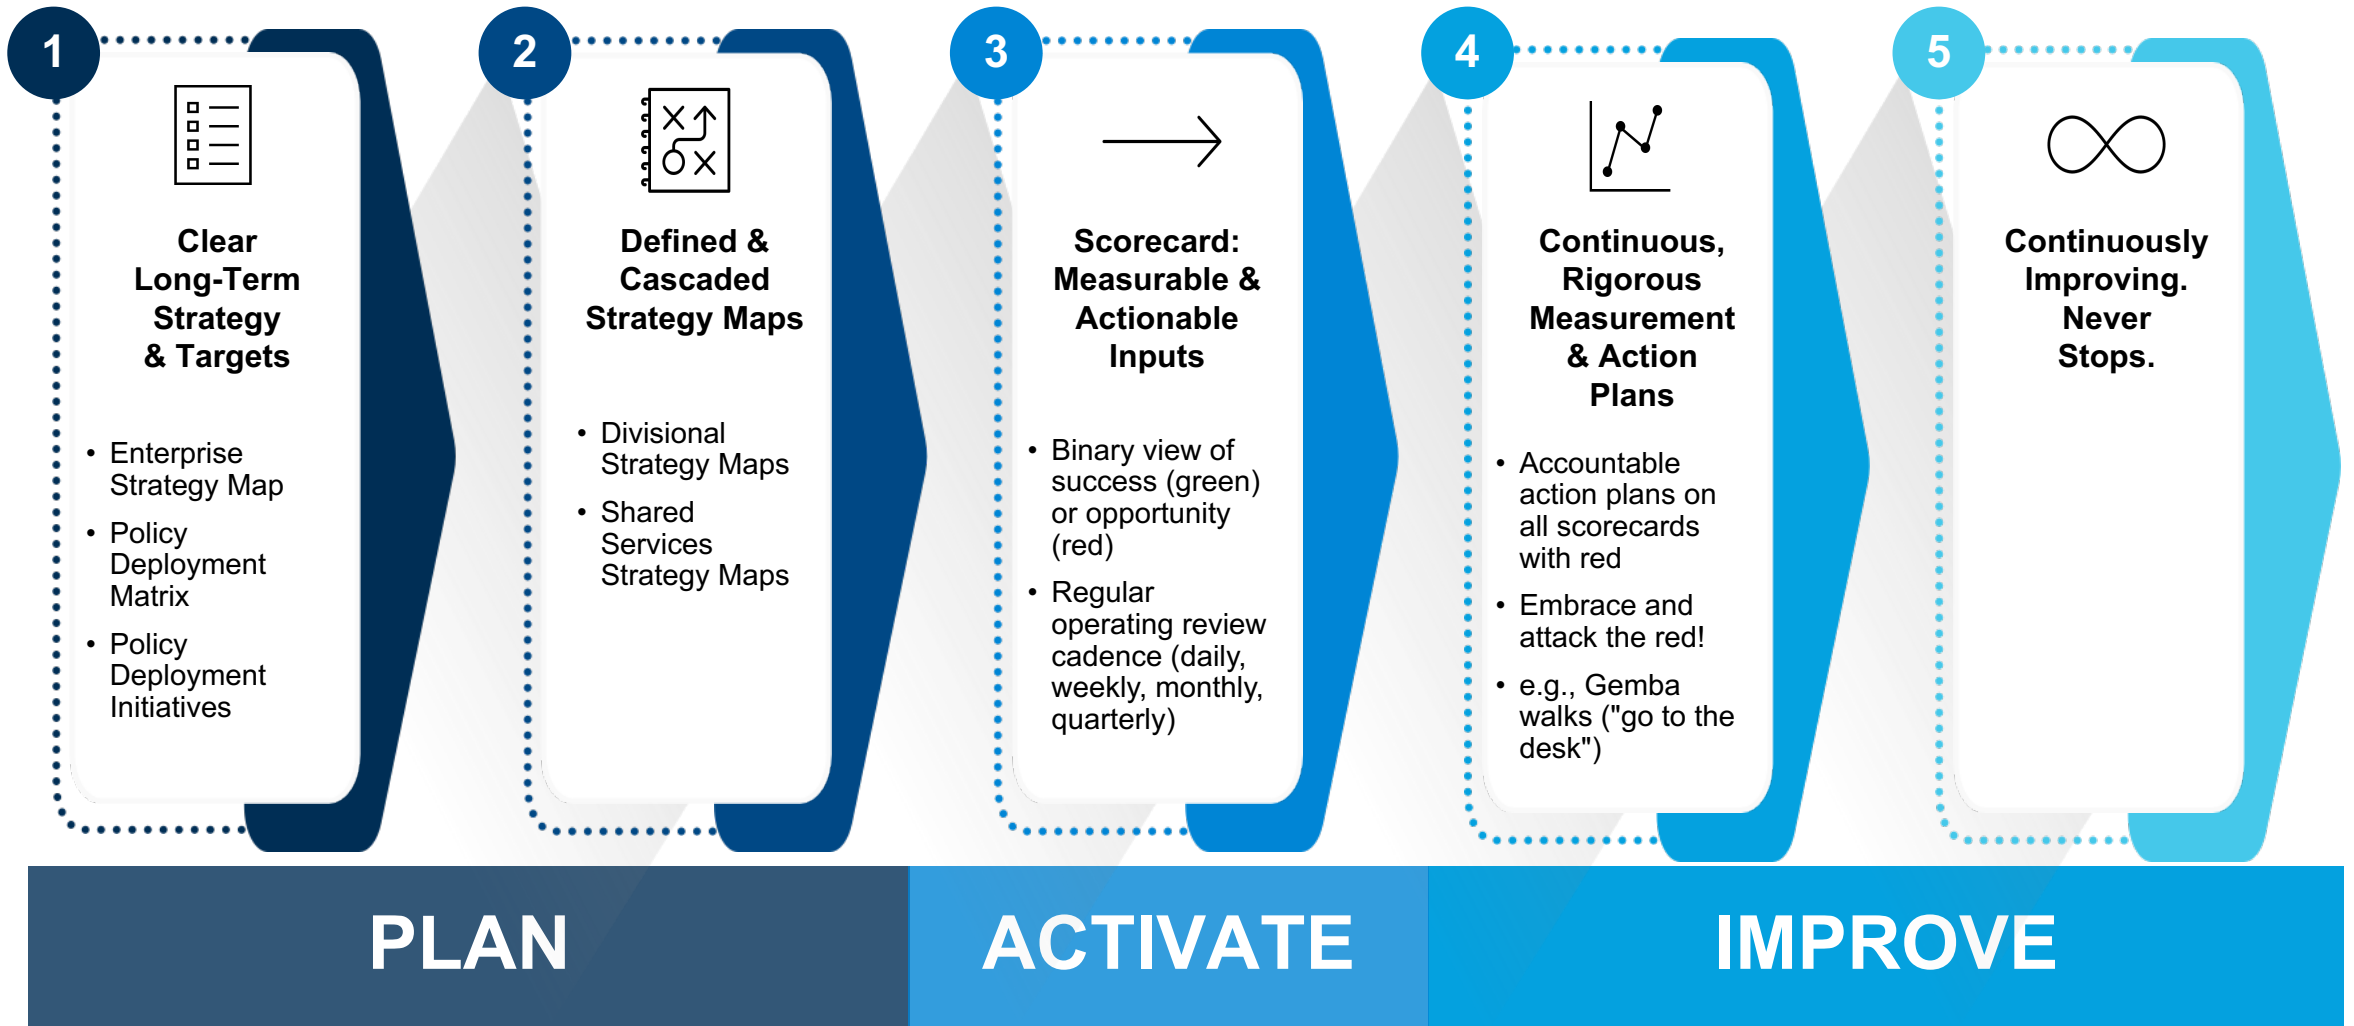 1
Clear
Long-Term
Strategy
& Targets
• Enterprise
Strategy Map
• Policy
Deployment
Matrix
• Policy
Deployment
Initiatives
2
Defined &
Cascaded
Strategy Maps
• Divisional
Strategy Maps
• Shared
Services
Strategy Maps
3
Scorecard:
Measurable &
Actionable
Inputs
• Binary view of
success (green)
or opportunity
(red)
• Regular
operating review
cadence (daily,
weekly, monthly,
quarterly)
4
Continuous,
Rigorous
Measurement
& Action
Plans
• Accountable
action plans on
all scorecards
with red
• Embrace and
attack the red!
• e.g., Gemba
walks ("go to the
desk")
5
Continuously
Improving.
Never
Stops.
PLAN
ACTIVATE
IMPROVE